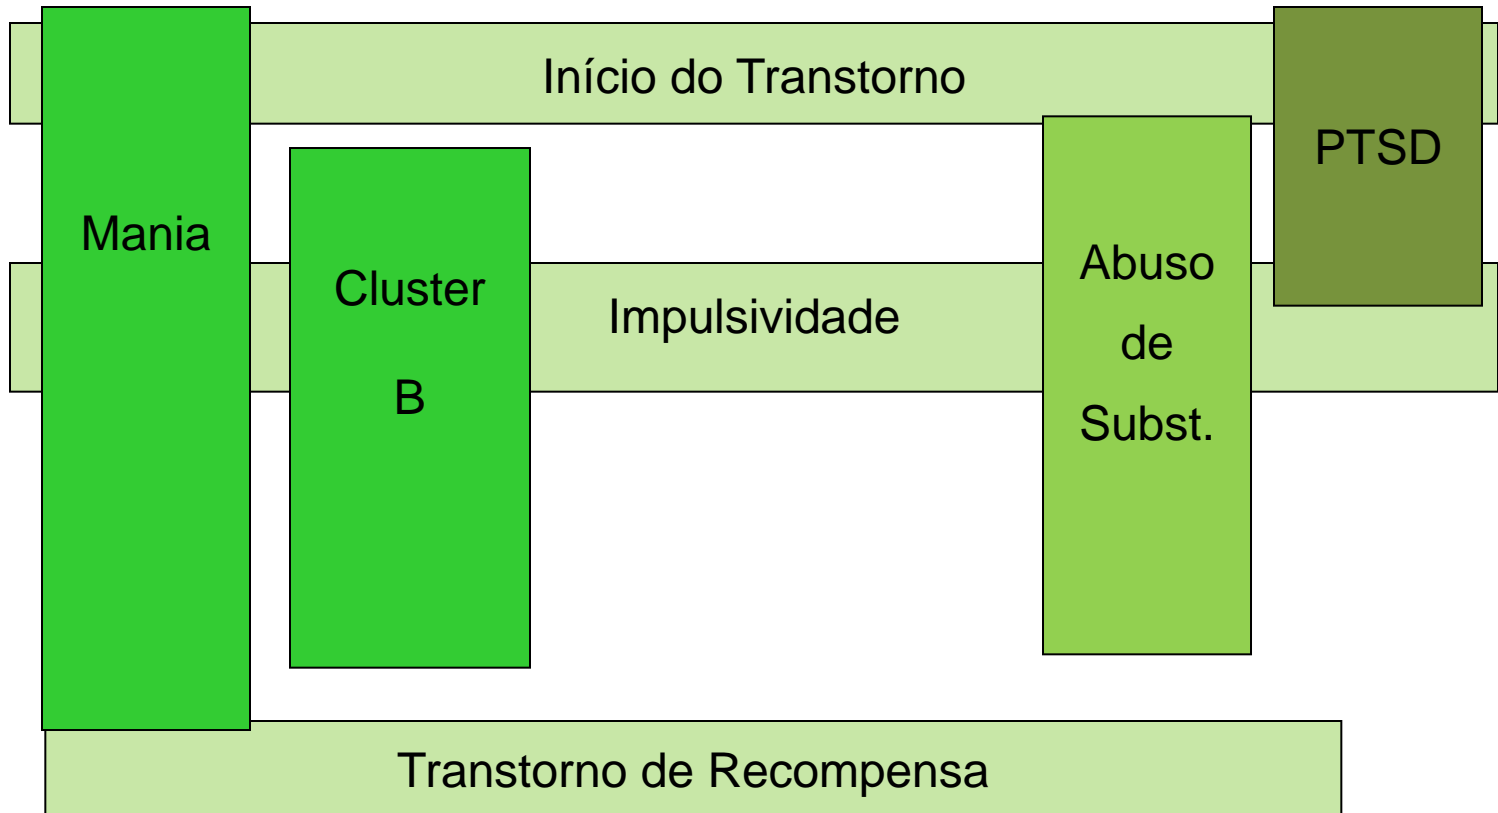 Início do Transtorno
PTSD
Mania
Cluster
B
Impulsividade
Abuso
de
Subst.
Transtorno de Recompensa